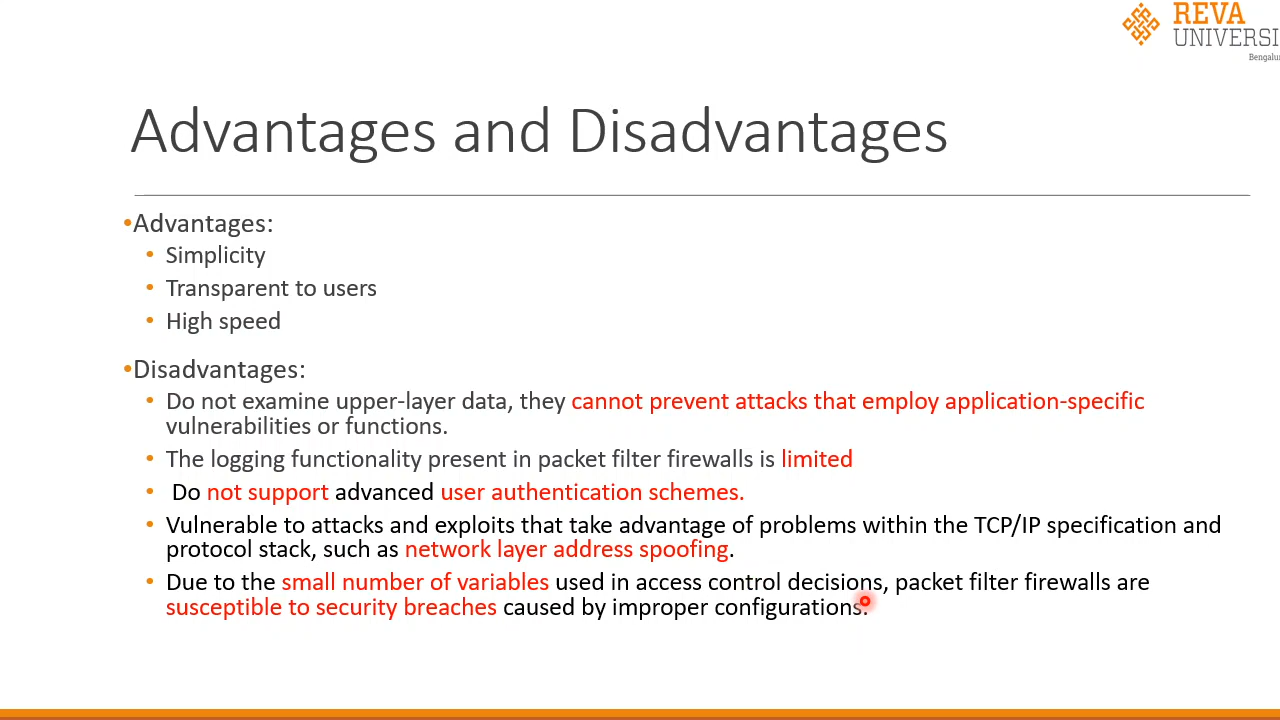 REVA
UNIVERSI
Bengalur
Advantages and Disadvantages
•Advantages:
• Simplicity
• Transparent to users
• High speed
•Disadvantages:
• Do not examine upper-layer data, they cannot prevent attacks that employ application-specific
vulnerabilities or functions.
• The logging functionality present in packet filter firewalls is limited
• Do not support advanced user authentication schemes.
• Vulnerable to attacks and exploits that take advantage of problems within the TCP/IP specification and
protocol stack, such as network layer address spoofing.
• Due to the small number of variables used in access control decisions, packet filter firewalls are
susceptible to security breaches caused by improper configurations.